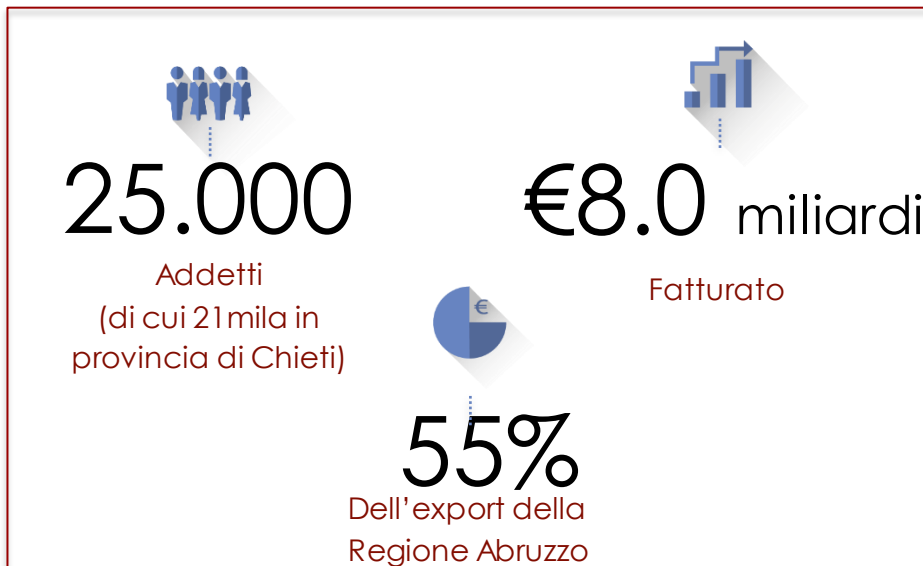 25.000
Addetti
(di cui 21mila in
provincia di Chieti)
€8.0 miliardi
Fatturato
€
55%
Dell'export della
Regione Abruzzo